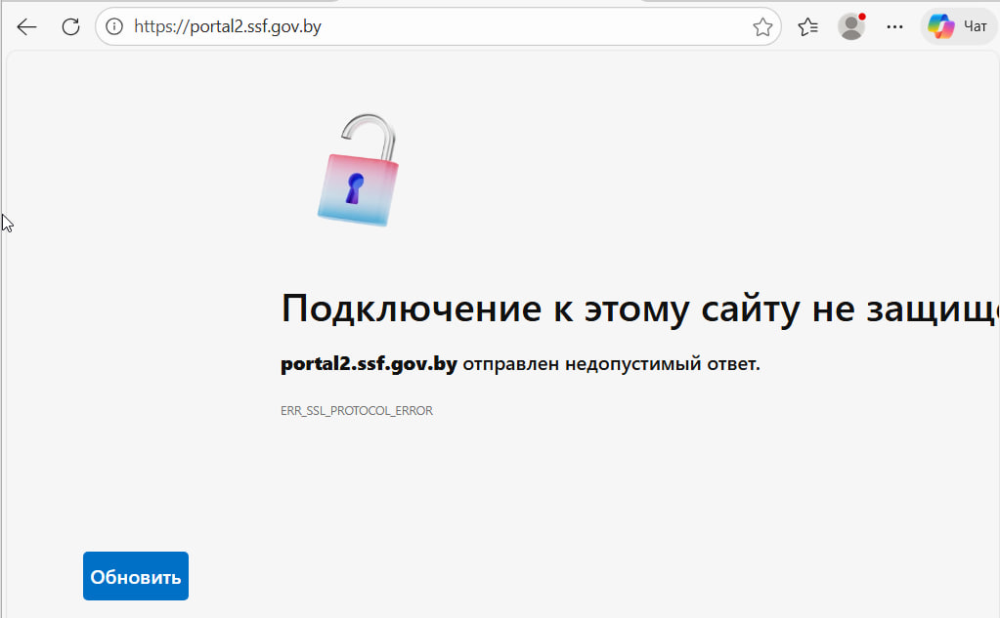 https://portal2.ssf.gov.by
Чат
Подключение к этому сайту не защище
portal2.ssf.gov.by отправлен недопустимый ответ.
ERR_SSL_PROTOCOL_ERROR
Обновить